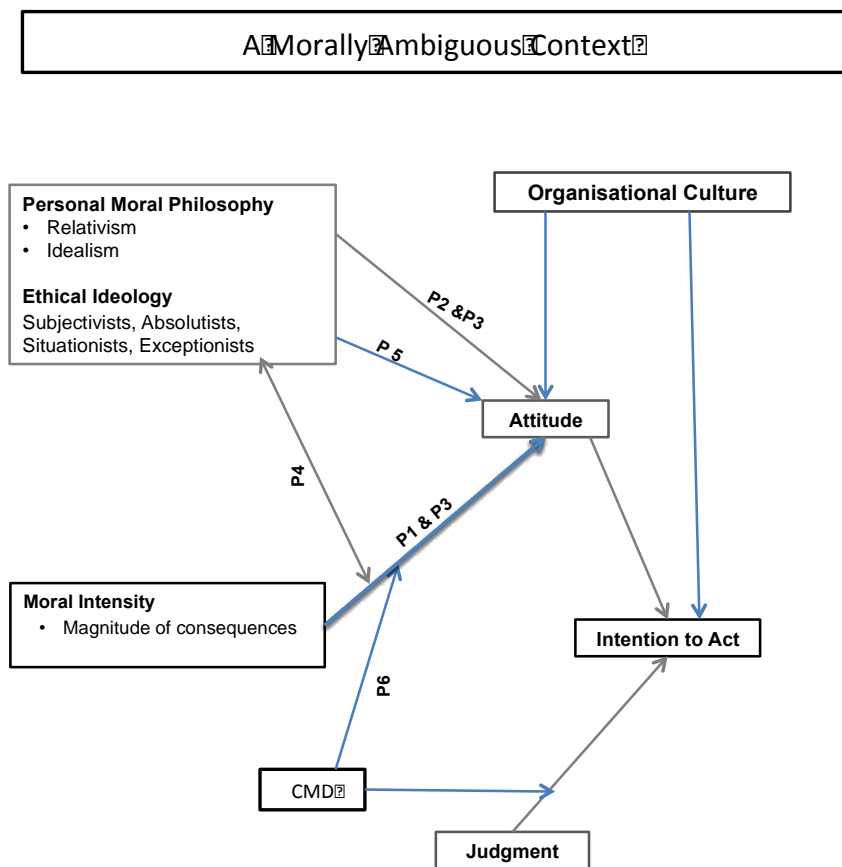 A⍰Morally⍰Ambiguous⍰Context⍰
Organisational Culture
Personal Moral Philosophy
• Relativism
• Idealism
Ethical Ideology
Subjectivists, Absolutists,
Situationists, Exceptionists
P2 &P3
P 5
Attitude
P4
P1 & P3
Moral Intensity
• Magnitude of consequences
Intention to Act
P6
CMD⍰
Judgment